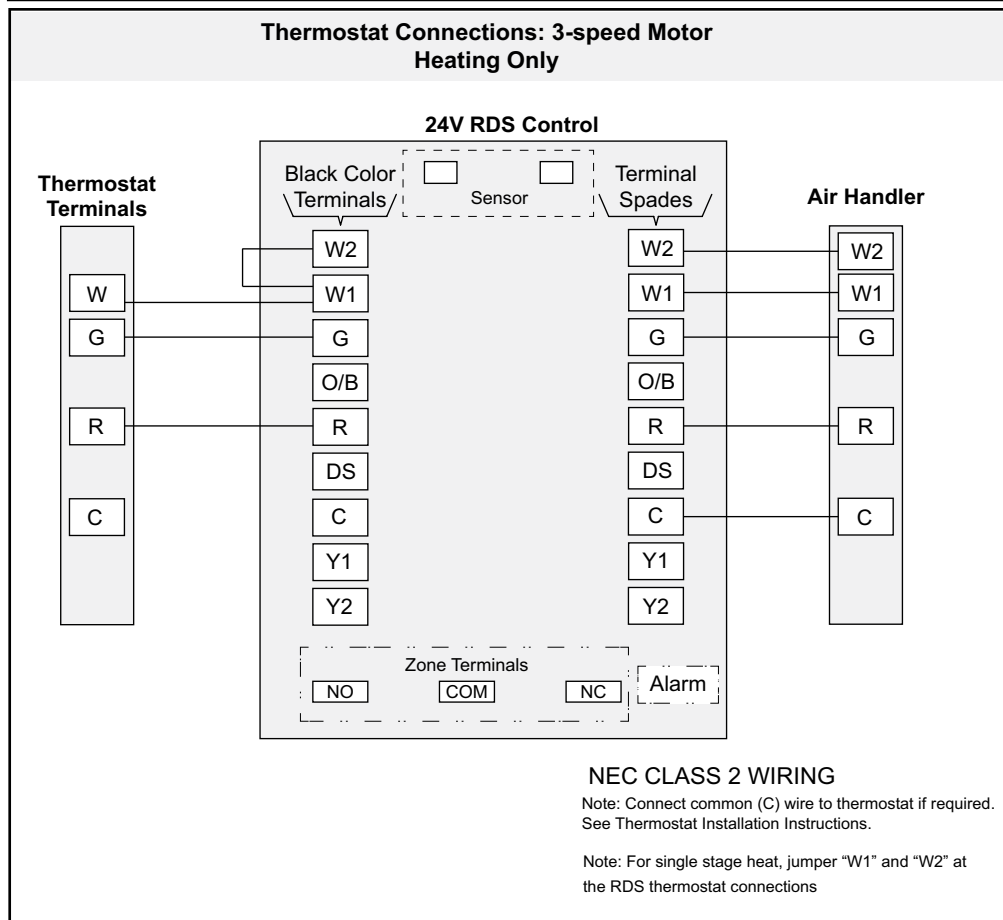 Thermostat Connections: 3-speed Motor
Heating Only
24V RDS Control
Thermostat
Terminals
Black Color
Terminals
Sensor
Terminal
Spades
Air Handler
W
G
R
C
W2
W1
G
O/B
R
DS
C
Y1
Y2
W2
W1
G
O/B
R
DS
C
Y1
Y2
W2
W1
G
R
C
Zone Terminals
NO
COM
NC
Alarm
NEC CLASS 2 WIRING
Note: Connect common (C) wire to thermostat if required.
See Thermostat Installation Instructions.
Note: For single stage heat, jumper “W1” and “W2” at
the RDS thermostat connections